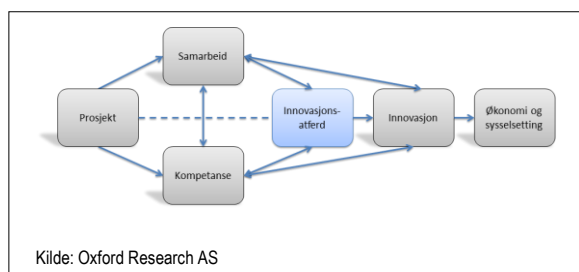 Samarbeid
Prosjekt
Innovasjons-
atferd
Innovasjon
Økonomi og
sysselsetting
Kompetanse
Kilde: Oxford Research AS